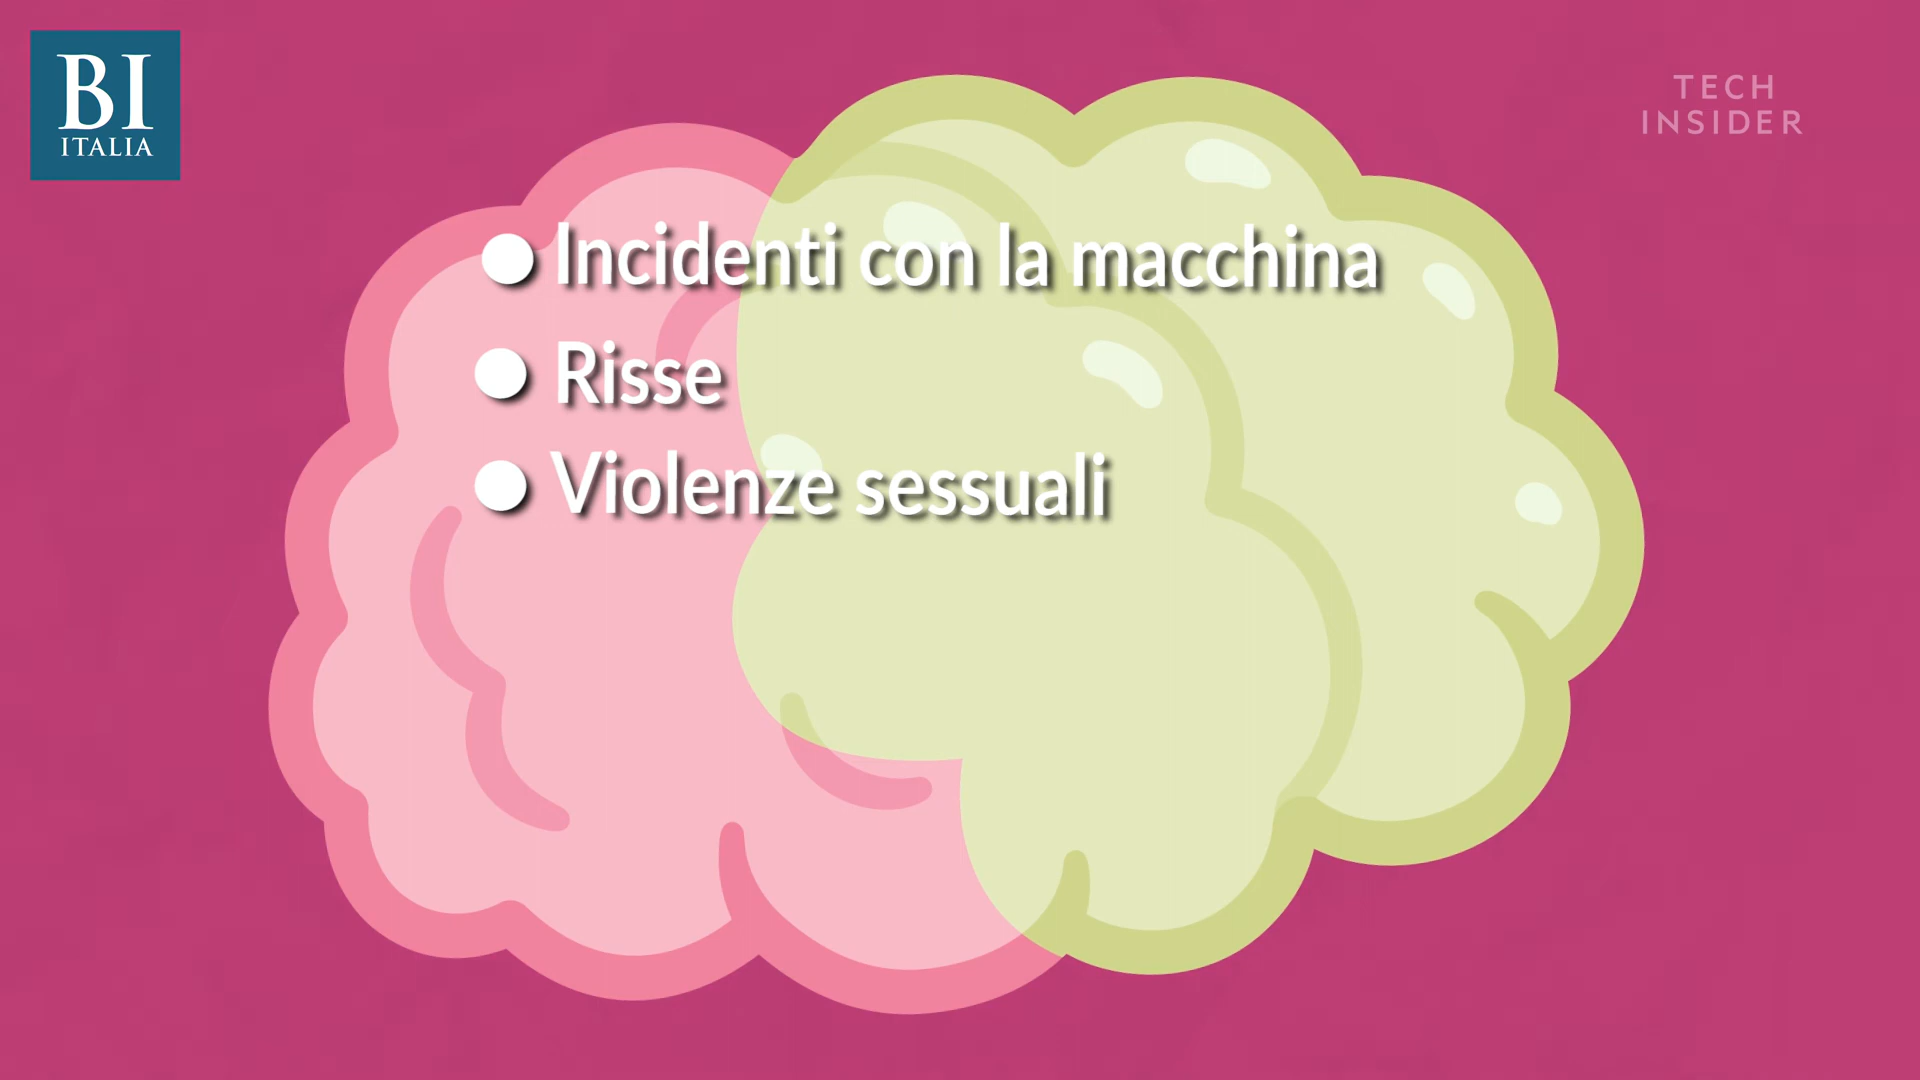 BI
ITALIA
TECH
INSIDER
Incidenti con la macchina
Risse
Violenze sessuali